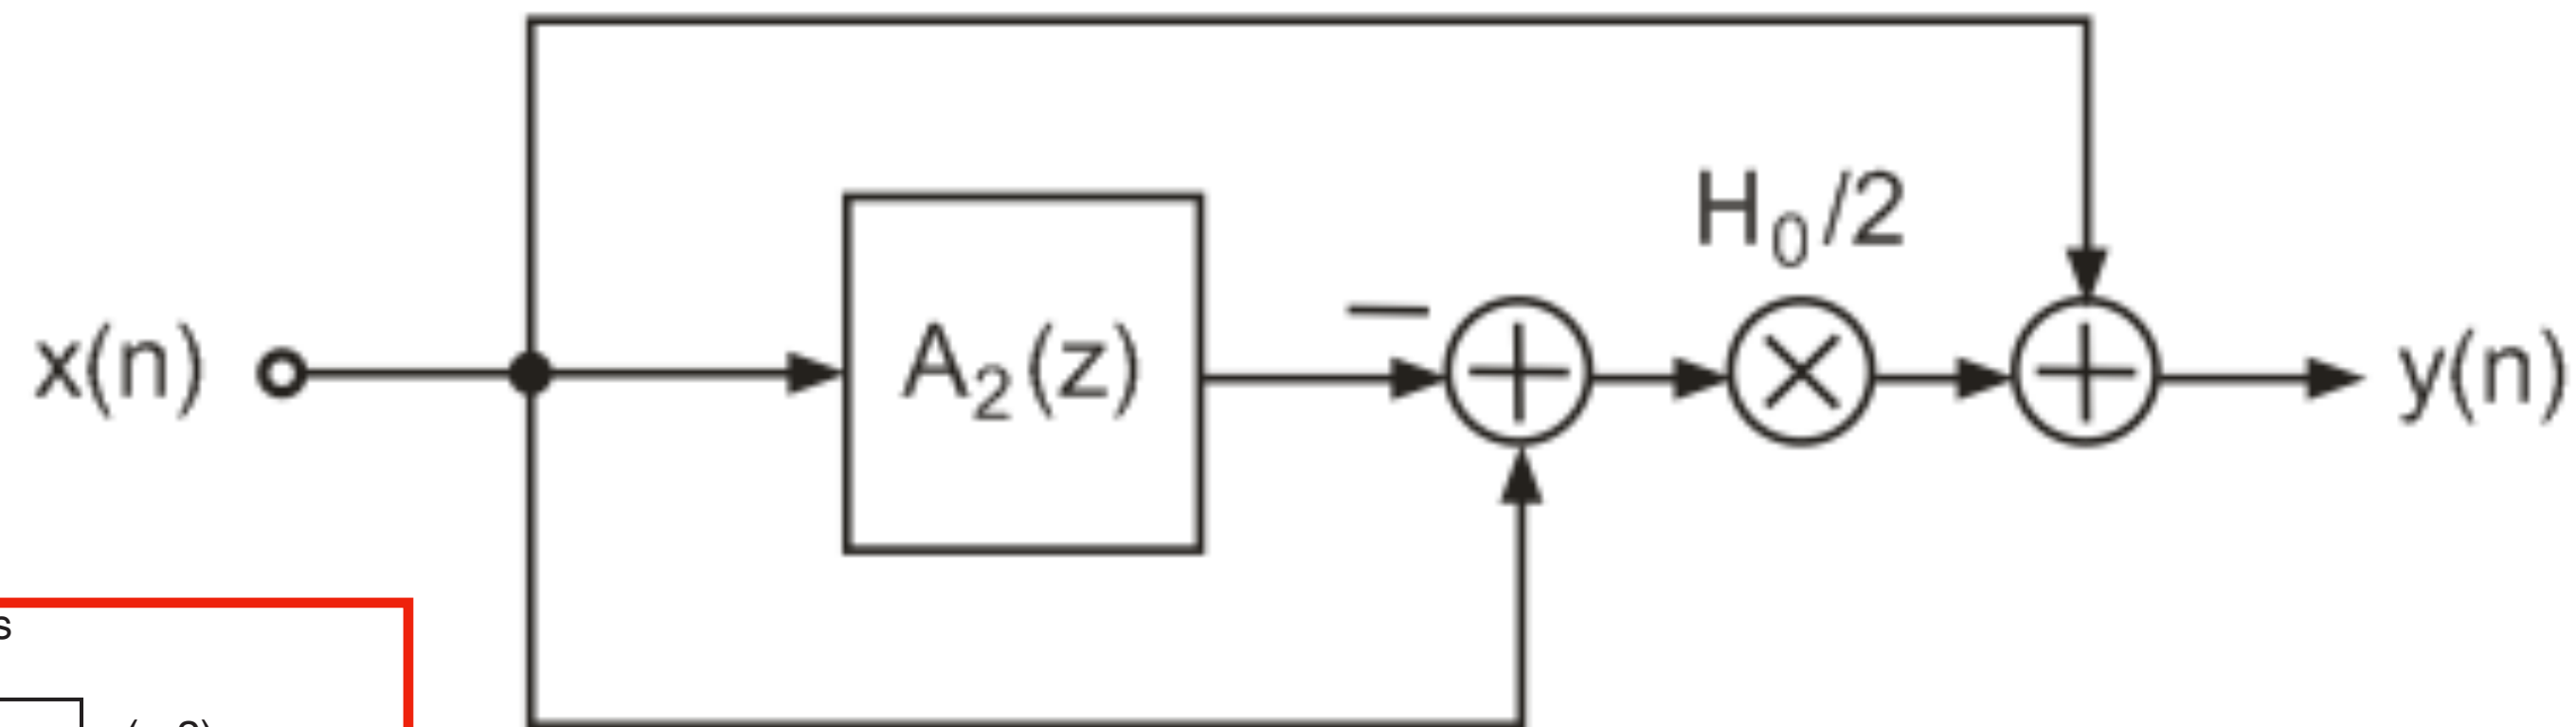 H₀/2
x(n) A₂(z) − + × + y(n)
s